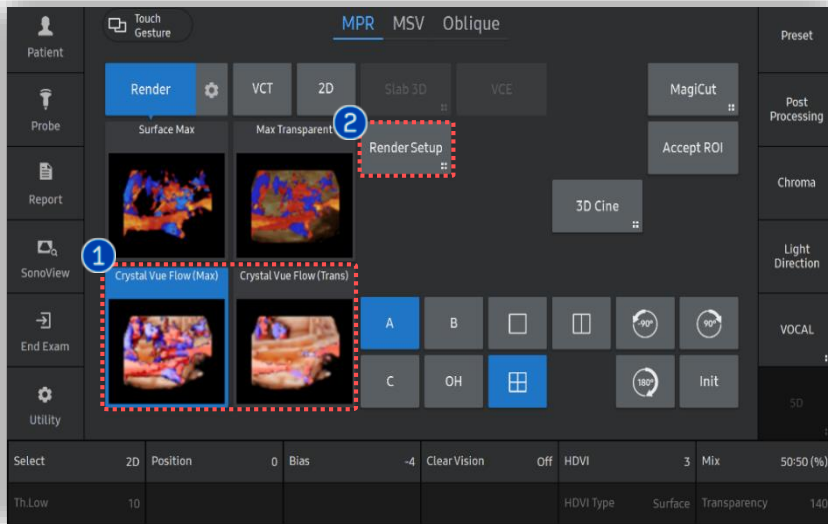 Patient
Probe
Report
SonoView
End Exam
Utility
Touch
Gesture
MPR MSV Oblique
Render VCT 2D Slab 3D VCE MagiCut
Surface Max Max Transparent 2 Render Setup Accept ROI
3D Cine
1
Crystal Vue Flow (Max) Crystal Vue Flow (Trans)
A B -90° 90°
C OH 180° Init
Preset
Post
Processing
Chroma
Light
Direction
VOCAL
5D
Select 2D Position 0 Bias -4 Clear Vision Off HDVI 3 Mix 50:50 (%)
Th.Low 10 HDVI Type Surface Transparency 140